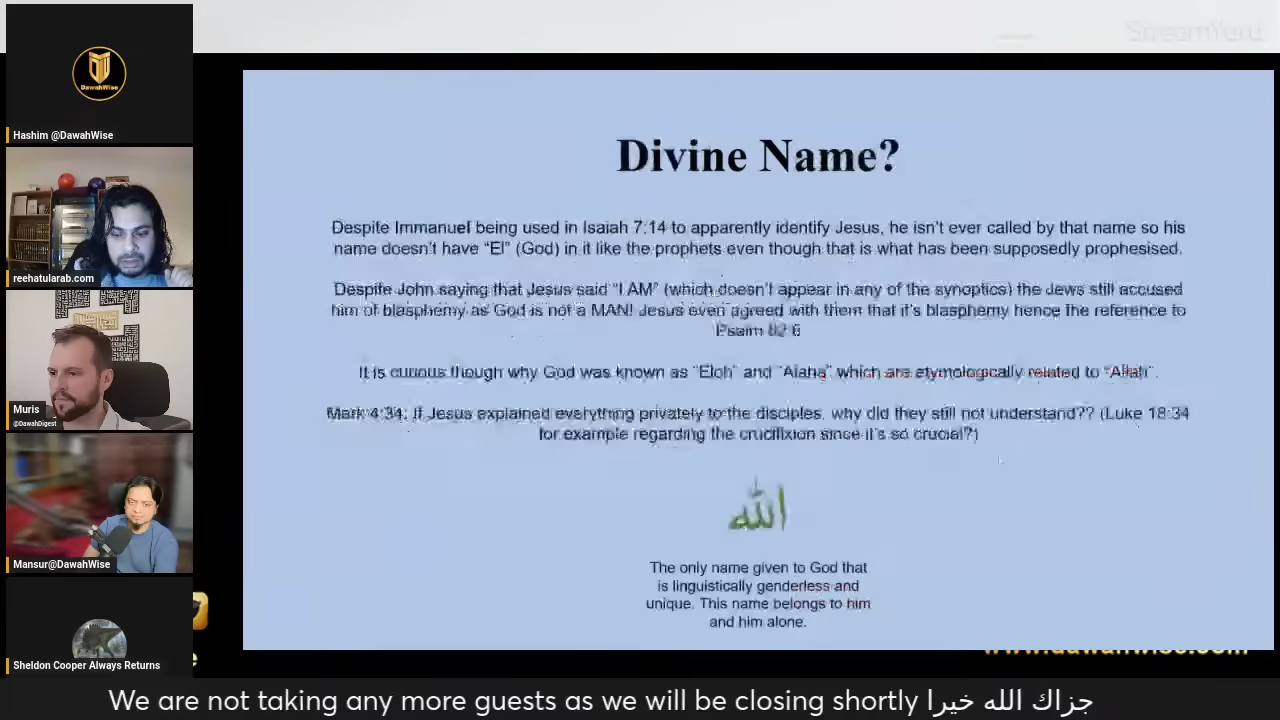 StreamYard
DawahWise
Hashim @DawahWise
reehatularab.com
Muris
@DawahDigest
Mansur@DawahWise
Sheldon Cooper Always Returns
Divine Name?
Despite Immanuel being used in Isaiah 7:14 to apparently identify Jesus, he isn't ever called by that name so his
name doesn't have “El” (God) in it like the prophets even though that is what has been supposedly prophesised.
Despite John saying that Jesus said “I AM” (which doesn't appear in any of the synoptics) the Jews still accused
him of blasphemy as God is not a MAN! Jesus even agreed with them that it's blasphemy hence the reference to
Psalm 82:6
It is curious though why God was known as “Eloh” and “Alaha” which are etymologically related to “Allah”.
Mark 4:34: If Jesus explained everything privately to the disciples, why did they still not understand?? (Luke 18:34
for example regarding the crucifixion since it's so crucial?)
الله
The only name given to God that
is linguistically genderless and
unique. This name belongs to him
and him alone.
www.dawahwise.com
We are not taking any more guests as we will be closing shortly جزاك الله خيرا